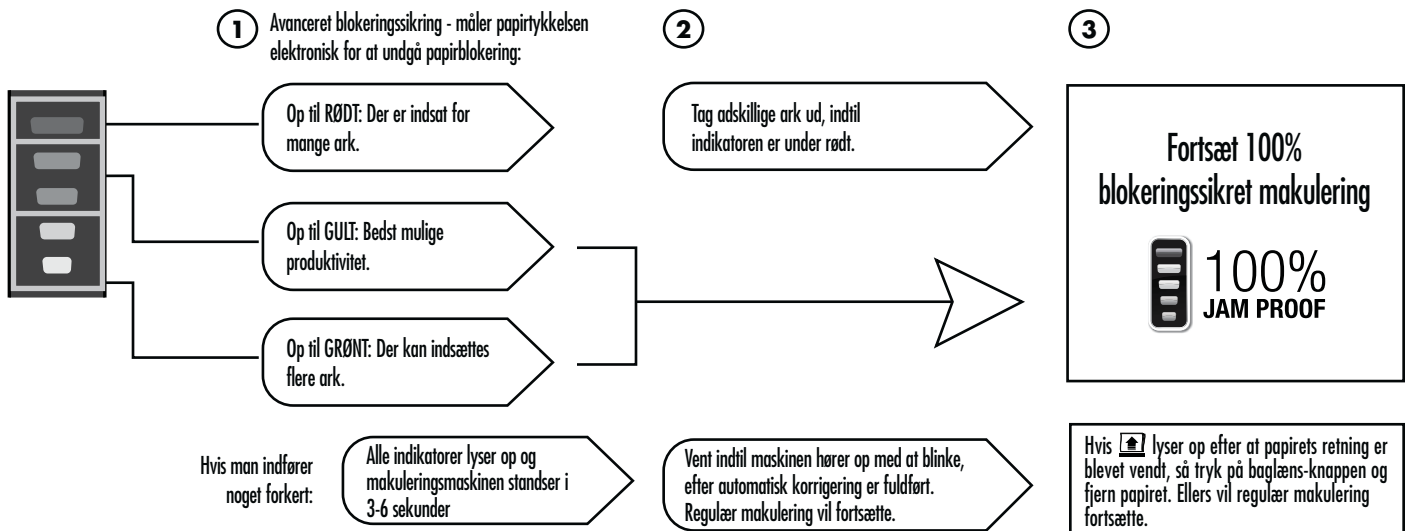 1
Avanceret blokeringssikring - måler papirtykkelsen
elektronisk for at undgå papirblokering:
2
3
Op til RØDT: Der er indsat for
mange ark.
Tag adskillige ark ud, indtil
indikatoren er under rødt.
Op til GULT: Bedst mulige
produktivitet.
Op til GRØNT: Der kan indsættes
flere ark.
Fortsæt 100%
blokeringssikret makulering
100%
JAM PROOF
Hvis man indfører
noget forkert:
Alle indikatorer lyser op og
makuleringsmaskinen standser i
3-6 sekunder
Vent indtil maskinen hører op med at blinke,
efter automatisk korrigering er fuldført.
Regulær makulering vil fortsætte.
Hvis lyser op efter at papirets retning er
blevet vendt, så tryk på baglæns-knappen og
fjern papiret. Ellers vil regulær makulering
fortsætte.